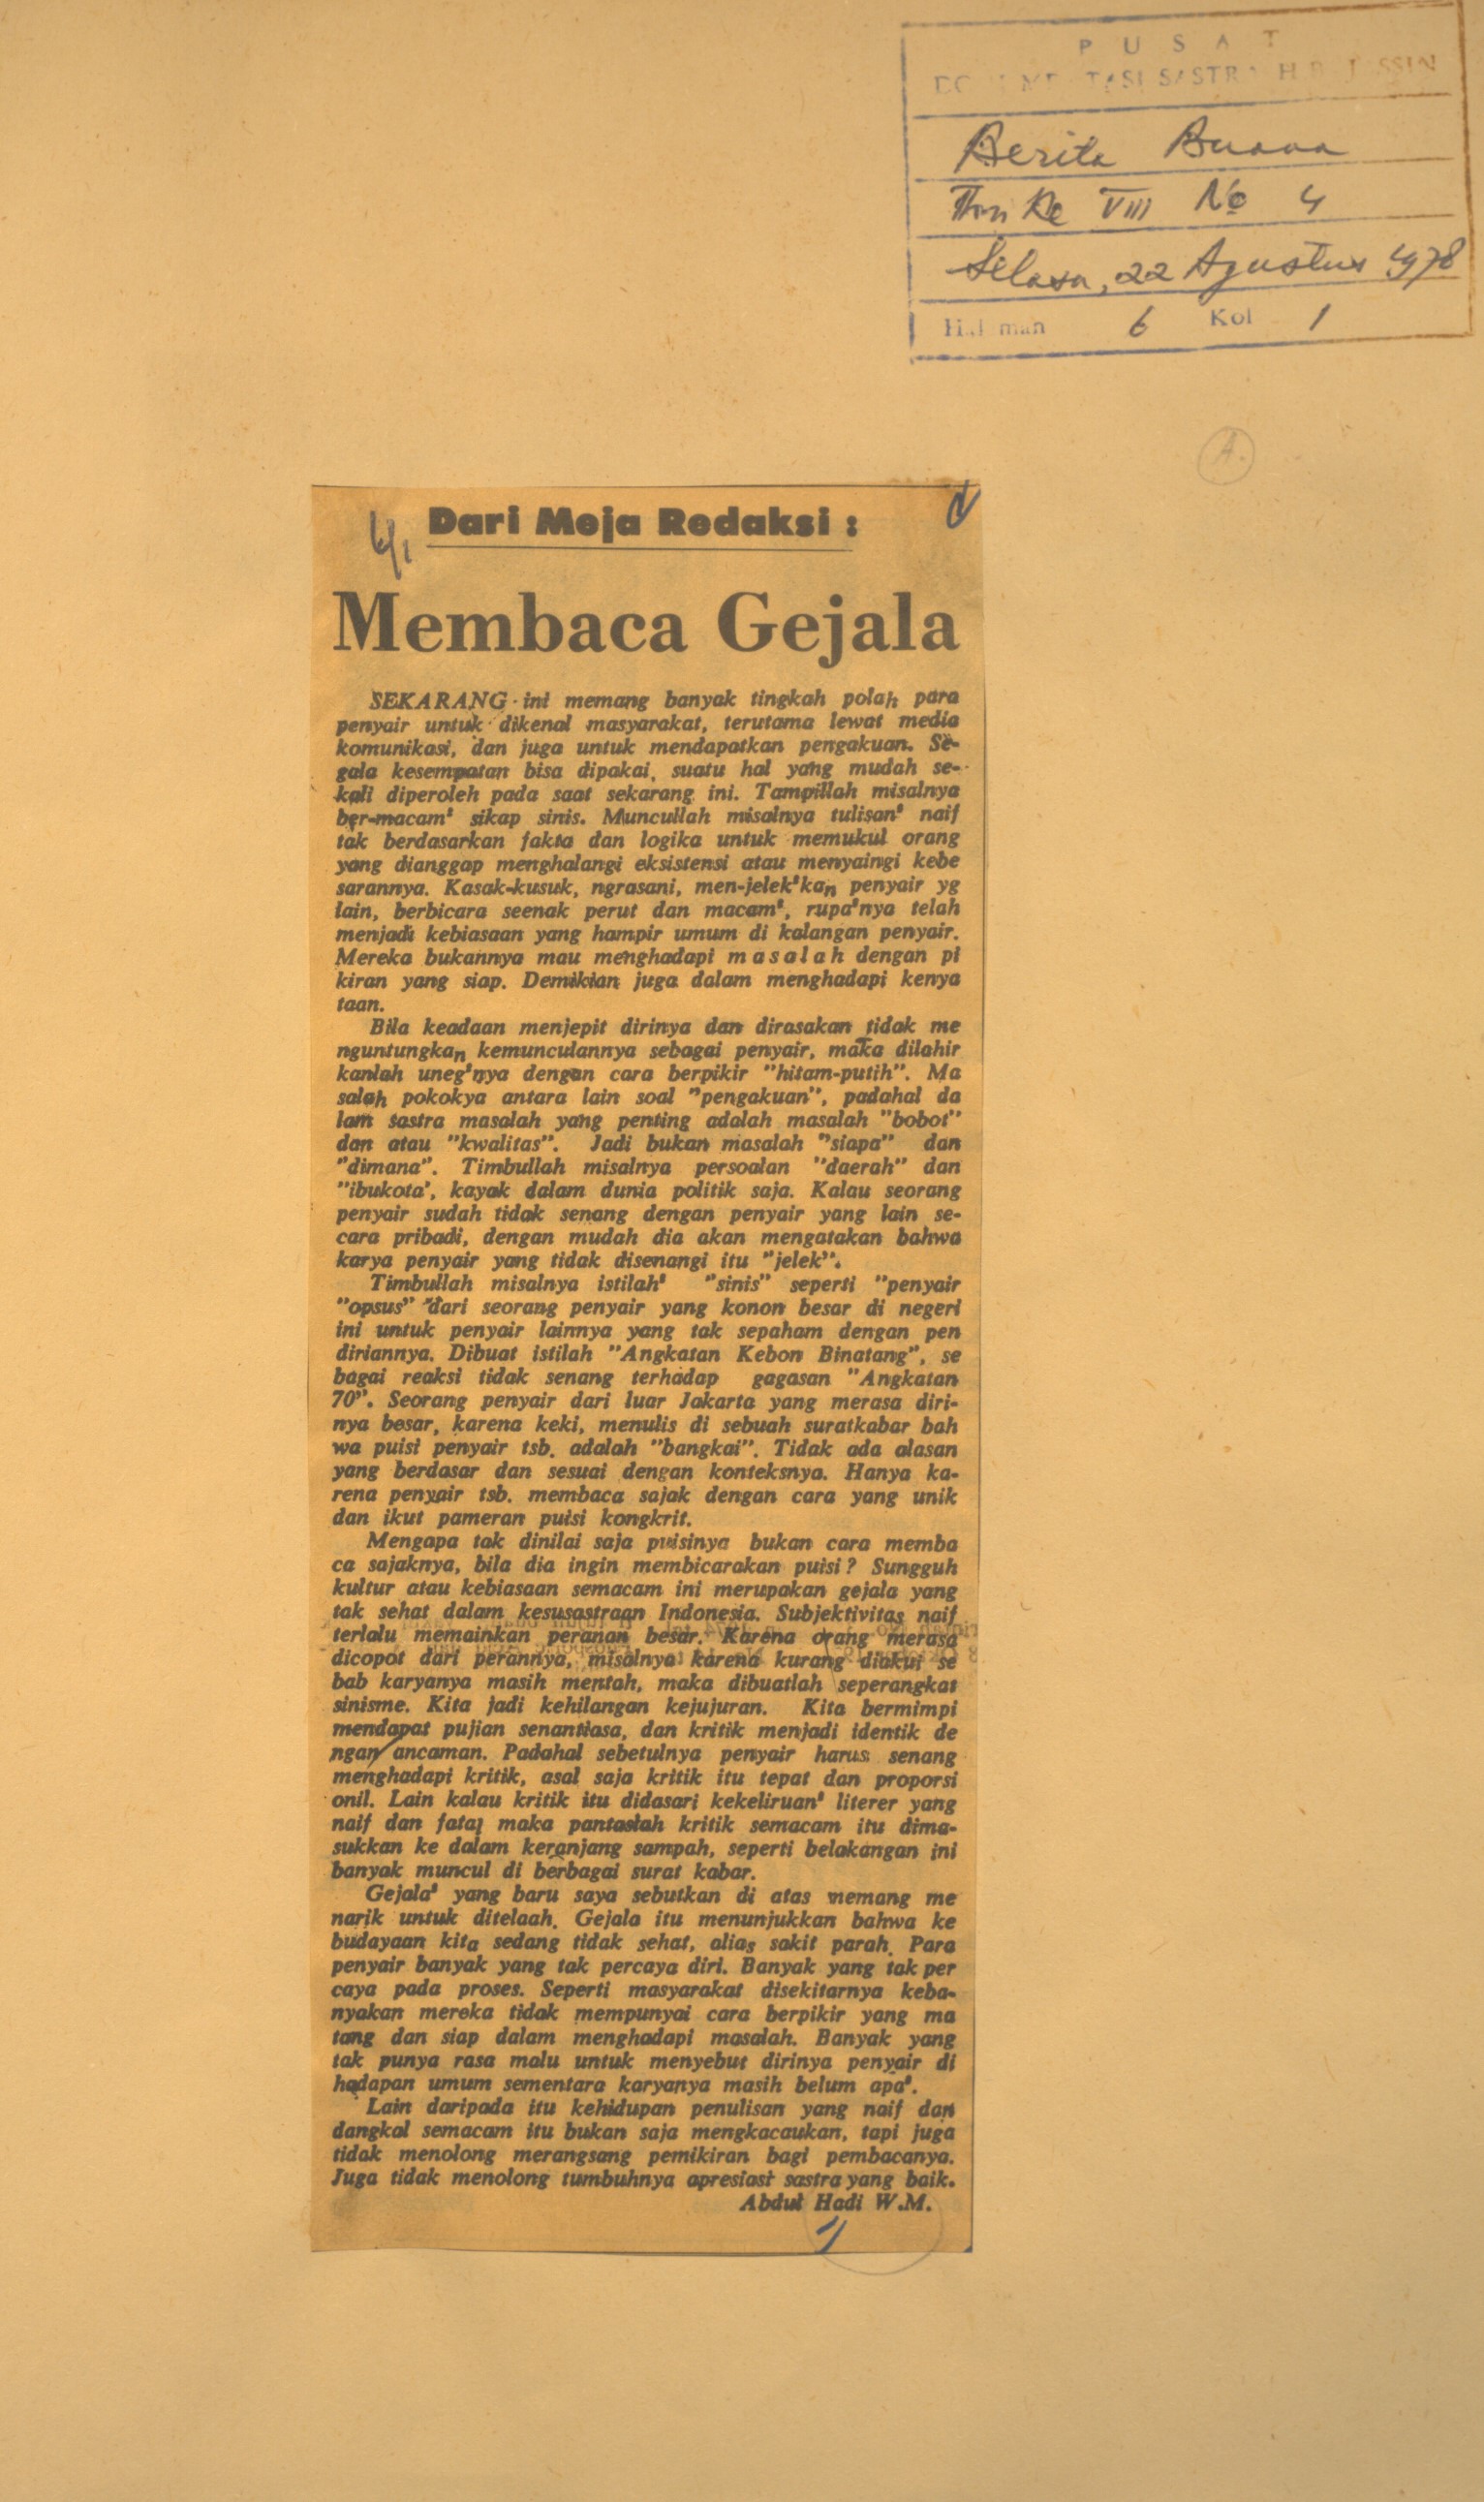 P U S A T
DOKUMENTASI SASTRA H.B. JASSIN
Berita Buana
Thn Ke VIII No 4
Selasa, 22 Agustus 1978
Halaman 6 Kol 1
A.
6/1
Dari Meja Redaksi :
Membaca Gejala
SEKARANG ini memang banyak tingkah polah para
penyair untuk dikenal masyarakat, terutama lewat media
komunikasi, dan juga untuk mendapatkan pengakuan. Se-
gala kesempatan bisa dipakai, suatu hal yang mudah se-
kali diperoleh pada saat sekarang ini. Tampillah misalnya
ber-macam² sikap sinis. Muncullah misalnya tulisan² naif
tak berdasarkan fakta dan logika untuk memukul orang
yang dianggap menghalangi eksistensi atau menyaingi kebe
sarannya. Kasak-kusuk, ngrasani, men-jelek²kan penyair yg
lain, berbicara seenak perut dan macam², rupa²nya telah
menjadi kebiasaan yang hampir umum di kalangan penyair.
Mereka bukannya mau menghadapi m a s a l a h dengan pi
kiran yang siap. Demikian juga dalam menghadapi kenya
taan.
Bila keadaan menjepit dirinya dan dirasakan tidak me
nguntungkan kemunculannya sebagai penyair, maka dilahir
kanlah uneg²nya dengan cara berpikir "hitam-putih". Ma
salah pokokya antara lain soal "pengakuan", padahal da
lam sastra masalah yang penting adalah masalah "bobot"
dan atau "kwalitas". Jadi bukan masalah "siapa" dan
"dimana". Timbullah misalnya persoalan "daerah" dan
"ibukota', kayak dalam dunia politik saja. Kalau seorang
penyair sudah tidak senang dengan penyair yang lain se-
cara pribadi, dengan mudah dia akan mengatakan bahwa
karya penyair yang tidak disenangi itu "jelek".
Timbullah misalnya istilah² "sinis" seperti "penyair
"opsus" dari seorang penyair yang konon besar di negeri
ini untuk penyair lainnya yang tak sepaham dengan pen
diriannya. Dibuat istilah "Angkatan Kebon Binatang", se
bagai reaksi tidak senang terhadap gagasan "Angkatan
70". Seorang penyair dari luar Jakarta yang merasa diri-
nya besar, karena keki, menulis di sebuah suratkabar bah
wa puisi penyair tsb. adalah "bangkai". Tidak ada alasan
yang berdasar dan sesuai dengan konteksnya. Hanya ka-
rena penyair tsb. membaca sajak dengan cara yang unik
dan ikut pameran puisi kongkrit.
Mengapa tak dinilai saja puisinya bukan cara memba
ca sajaknya, bila dia ingin membicarakan puisi? Sungguh
kultur atau kebiasaan semacam ini merupakan gejala yang
tak sehat dalam kesusastraan Indonesia. Subjektivitas naif
terlalu memainkan peranan besar. Karena orang merasa
dicopot dari perannya, misalnya karena kurang diakui se
bab karyanya masih mentah, maka dibuatlah seperangkat
sinisme. Kita jadi kehilangan kejujuran. Kita bermimpi
mendapat pujian senantiasa, dan kritik menjadi identik de
ngan ancaman. Padahal sebetulnya penyair harus senang
menghadapi kritik, asal saja kritik itu tepat dan proporsi
onil. Lain kalau kritik itu didasari kekeliruan² literer yang
naif dan fatal maka pantaslah kritik semacam itu dima-
sukkan ke dalam keranjang sampah, seperti belakangan ini
banyak muncul di berbagai surat kabar.
Gejala² yang baru saya sebutkan di atas memang me
narik untuk ditelaah. Gejala itu menunjukkan bahwa ke
budayaan kita sedang tidak sehat, alias sakit parah. Para
penyair banyak yang tak percaya diri. Banyak yang tak per
caya pada proses. Seperti masyarakat disekitarnya keba-
nyakan mereka tidak mempunyai cara berpikir yang ma
tang dan siap dalam menghadapi masalah. Banyak yang
tak punya rasa malu untuk menyebut dirinya penyair di
hadapan umum sementara karyanya masih belum apa².
Lain daripada itu kehidupan penulisan yang naif dan
dangkal semacam itu bukan saja mengkacaukan, tapi juga
tidak menolong merangsang pemikiran bagi pembacanya.
Juga tidak menolong tumbuhnya apresiasi sastra yang baik.
Abdul Hadi W.M.